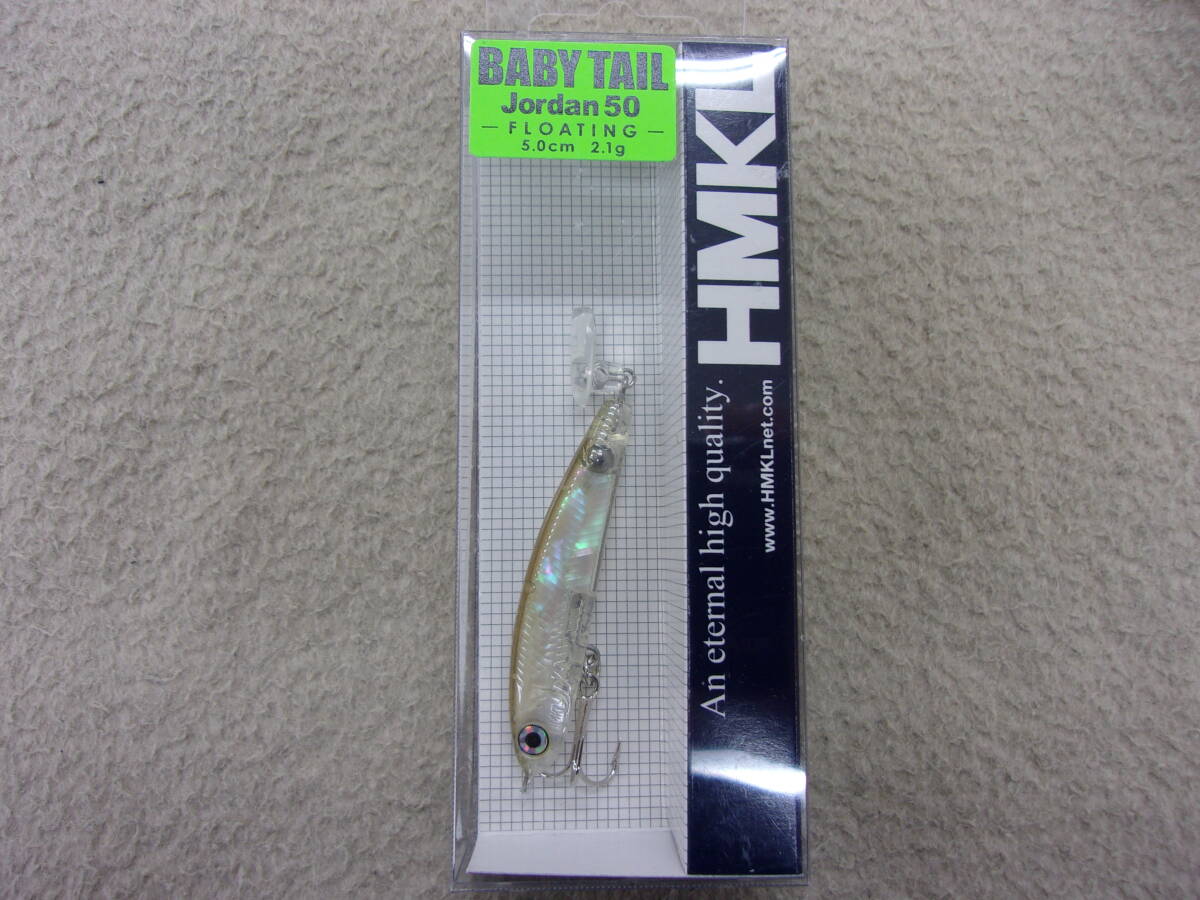 BABY TAIL
Jordan 50
— FLOATING —
5.0cm 2.1g
HMKL
An eternal high quality.
www.HMKLnet.com